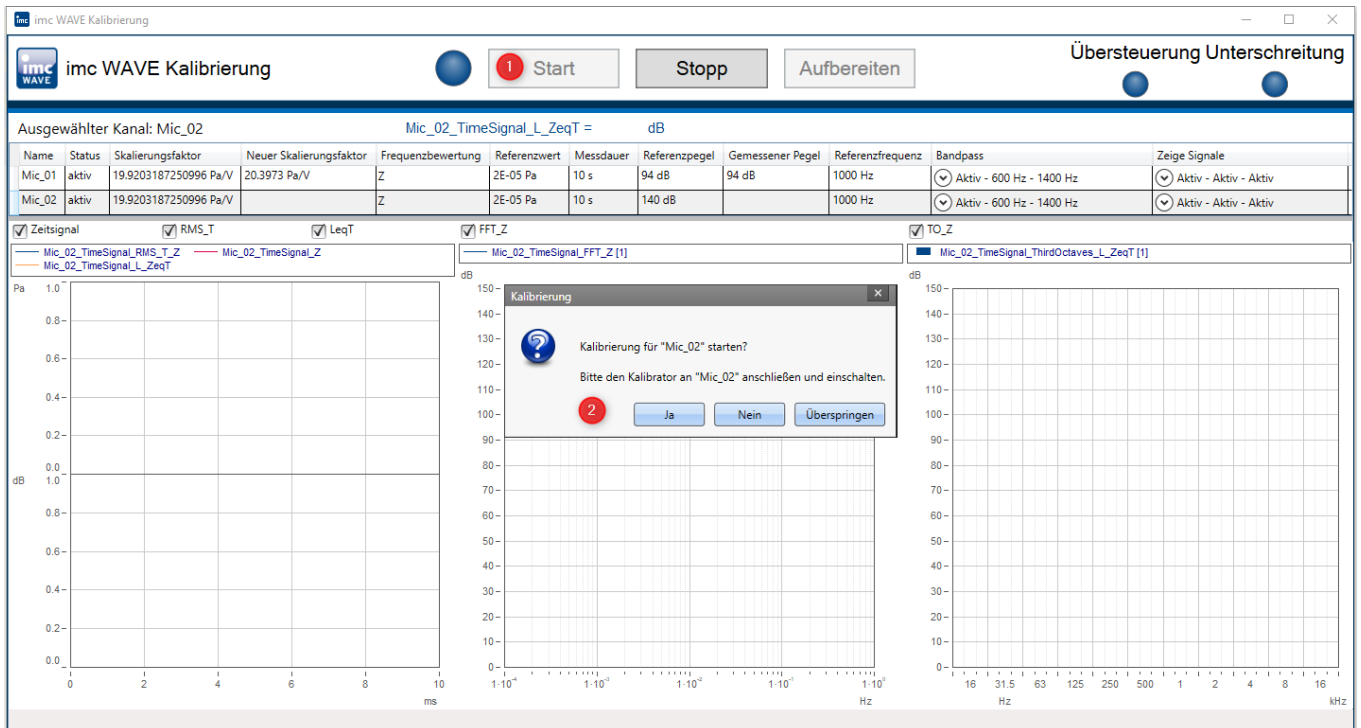 imc imc WAVE Kalibrierung
imc WAVE imc WAVE Kalibrierung 1 Start Stopp Aufbereiten Übersteuerung Unterschreitung
Ausgewählter Kanal: Mic_02 Mic_02_TimeSignal_L_ZeqT = dB
Name Status Skalierungsfaktor Neuer Skalierungsfaktor Frequenzbewertung Referenzwert Messdauer Referenzpegel Gemessener Pegel Referenzfrequenz Bandpass Zeige Signale
Mic_01 aktiv 19.9203187250996 Pa/V 20.3973 Pa/V Z 2E-05 Pa 10 s 94 dB 94 dB 1000 Hz Aktiv - 600 Hz - 1400 Hz Aktiv - Aktiv - Aktiv
Mic_02 aktiv 19.9203187250996 Pa/V Z 2E-05 Pa 10 s 140 dB 1000 Hz Aktiv - 600 Hz - 1400 Hz Aktiv - Aktiv - Aktiv
Zeitsignal RMS_T LeqT FFT_Z TO_Z
Mic_02_TimeSignal_RMS_T_Z Mic_02_TimeSignal_Z
Mic_02_TimeSignal_L_ZeqT
Pa 1.0
0.8
0.6
0.4
0.2
0.0
dB 1.0
0.8
0.6
0.4
0.2
0.0
0 2 4 6 8 10
ms
Mic_02_TimeSignal_FFT_Z [1]
dB
150
140
130
120
110
100
90
80
70
60
50
40
30
20
10
0
1·10⁻⁴ 1·10⁻³ 1·10⁻² 1·10⁻¹ 1·10⁰
Hz
Kalibrierung
Kalibrierung für "Mic_02" starten?
Bitte den Kalibrator an "Mic_02" anschließen und einschalten.
2 Ja Nein Überspringen
Mic_02_TimeSignal_ThirdOctaves_L_ZeqT [1]
dB
150
140
130
120
110
100
90
80
70
60
50
40
30
20
10
0
16 31.5 63 125 250 500 1 2 4 8 16
Hz kHz